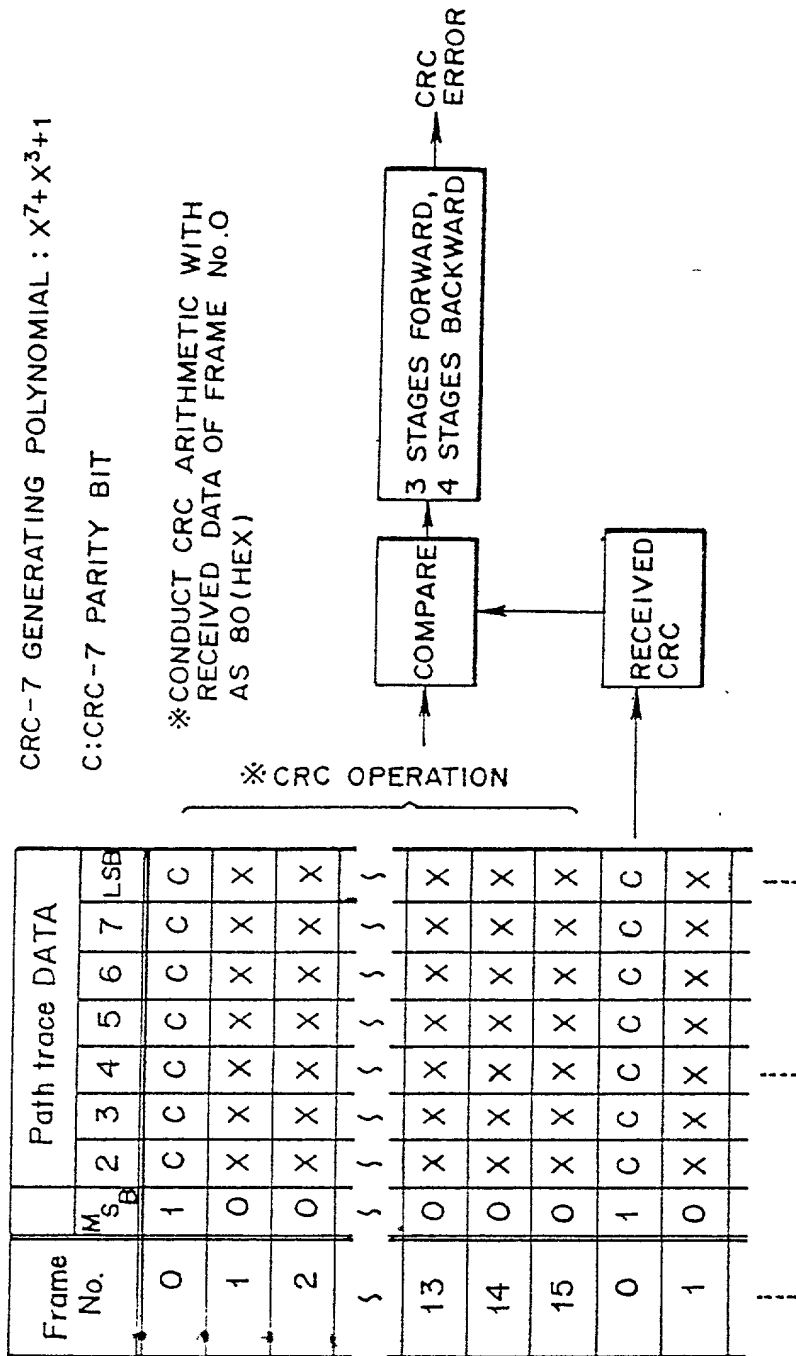 CRC-7 GENERATING POLYNOMIAL : X⁷+X³+1
C:CRC-7 PARITY BIT
※CONDUCT CRC ARITHMETIC WITH
RECEIVED DATA OF FRAME No.0
AS 80(HEX)
Frame No. MSB Path trace DATA
2 3 4 5 6 7 LSB
0 1 C C C C C C C
1 0 X X X X X X X
2 0 X X X X X X X
~ ~ ~ ~ ~ ~ ~ ~ ~
13 0 X X X X X X X
14 0 X X X X X X X
15 0 X X X X X X X
0 1 C C C C C C C
1 0 X X X X X X X
※CRC OPERATION
COMPARE
3 STAGES FORWARD,
4 STAGES BACKWARD
CRC
ERROR
RECEIVED
CRC